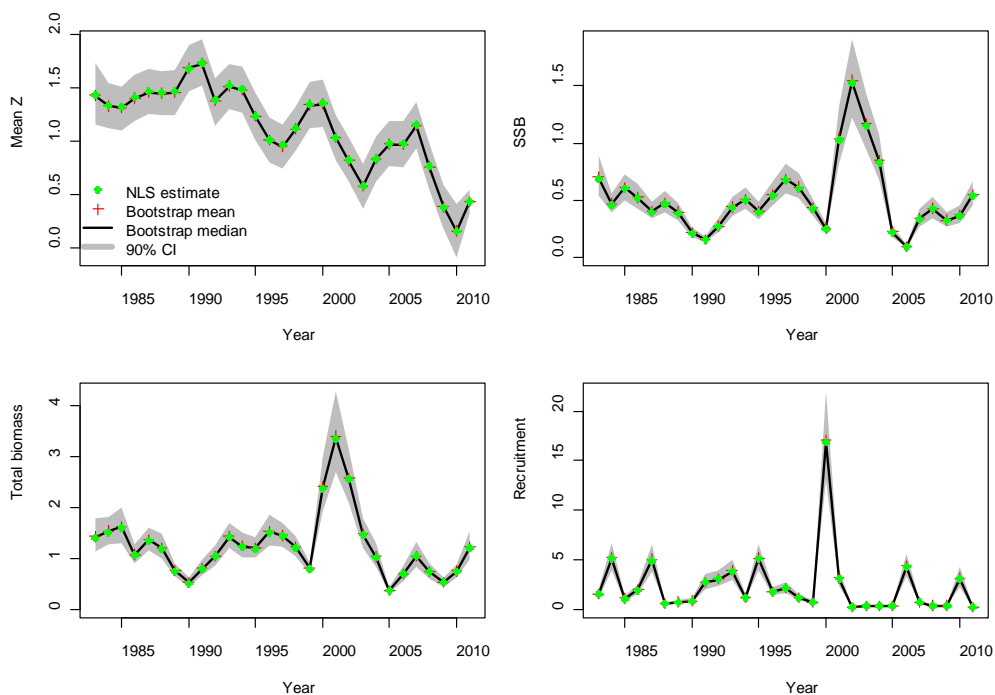 Mean Z
2.0
1.5
1.0
0.5
0.0
NLS estimate
Bootstrap mean
Bootstrap median
90% CI
1985 1990 1995 2000 2005 2010
Year
SSB
1.5
1.0
0.5
0.0
1985 1990 1995 2000 2005 2010
Year
Total biomass
4
3
2
1
0
1985 1990 1995 2000 2005 2010
Year
Recruitment
20
15
10
5
0
1985 1990 1995 2000 2005 2010
Year